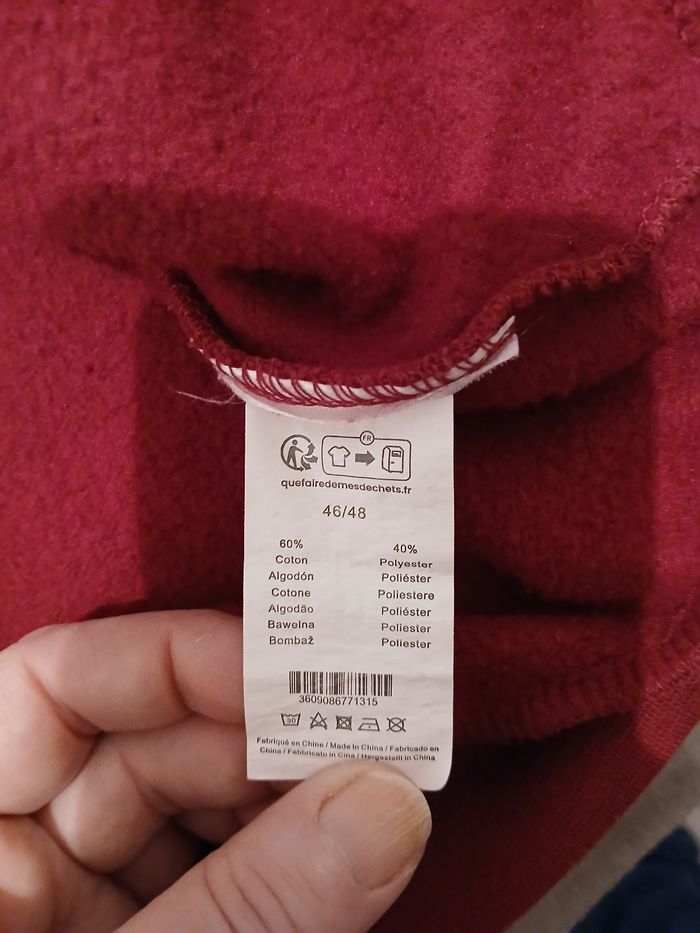 FR
quefairedemesdechets.fr
46/48
60% 40%
Coton Polyester
Algodón Poliéster
Cotone Poliestere
Algodão Poliéster
Bawelna Poliester
Bombaž Poliester
3609086771315
30
Fabriqué en Chine / Made in China / Fabricado en
China / Fabbricato in Cina / Hergestellt in China